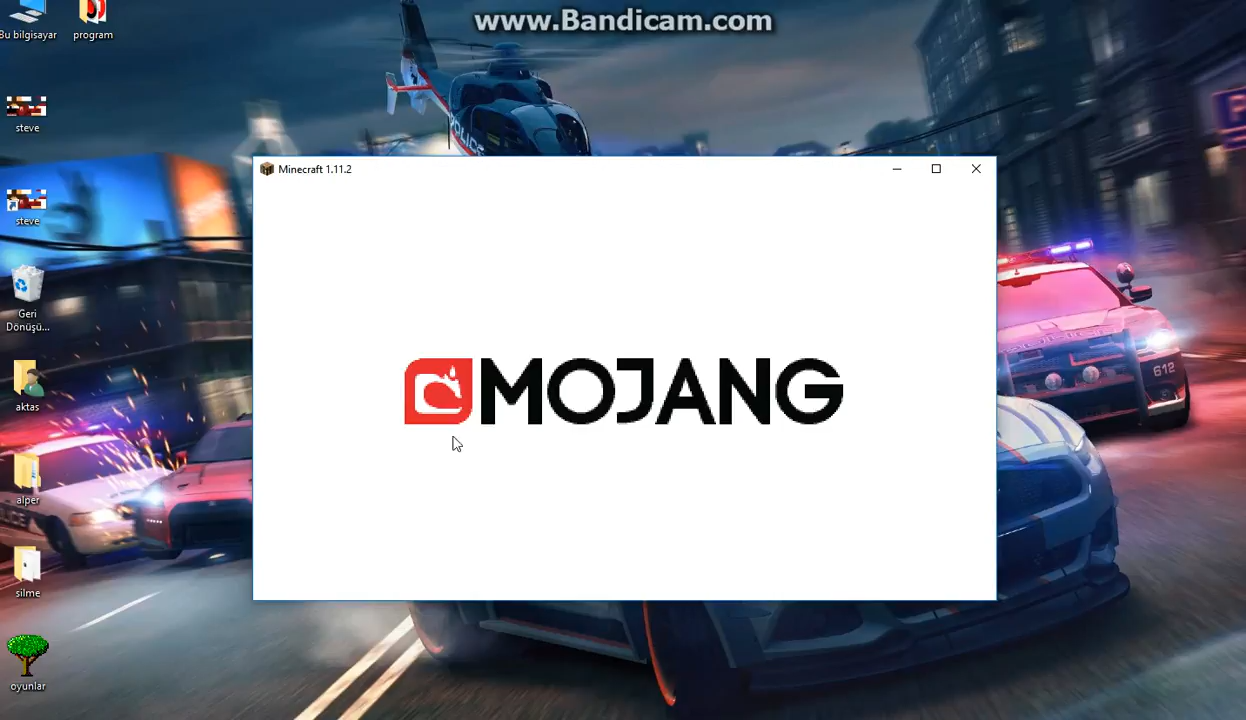 www.Bandicam.com
Bu bilgisayar
program
steve
steve
Geri
Dönüşü...
aktas
alper
silme
oyunlar
Minecraft 1.11.2
MOJANG
POLICE
612